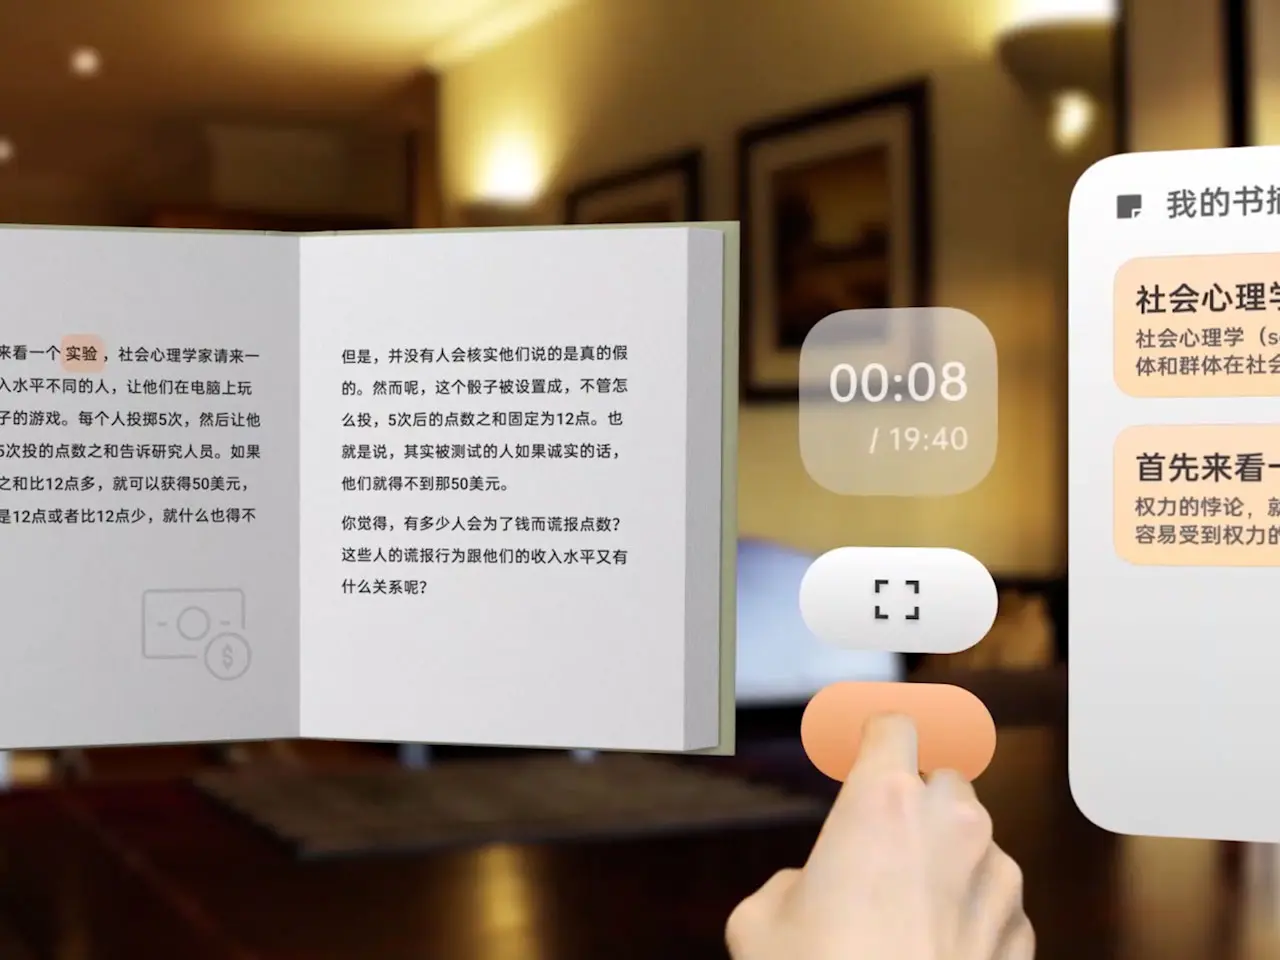 来看一个 实验，社会心理学家请来一
入水平不同的人，让他们在电脑上玩
子的游戏。每个人投掷5次，然后让他
5次投的点数之和告诉研究人员。如果
之和比12点多，就可以获得50美元，
是12点或者比12点少，就什么也得不
但是，并没有人会核实他们说的是真的假
的。然而呢，这个骰子被设置成，不管怎
么投，5次后的点数之和固定为12点。也
就是说，其实被测试的人如果诚实的话，
他们就得不到那50美元。
你觉得，有多少人会为了钱而谎报点数？
这些人的谎报行为跟他们的收入水平又有
什么关系呢？
$
00:08
/ 19:40
我的书摘
社会心理学
社会心理学（s
体和群体在社会
首先来看一
权力的悖论，就
容易受到权力的